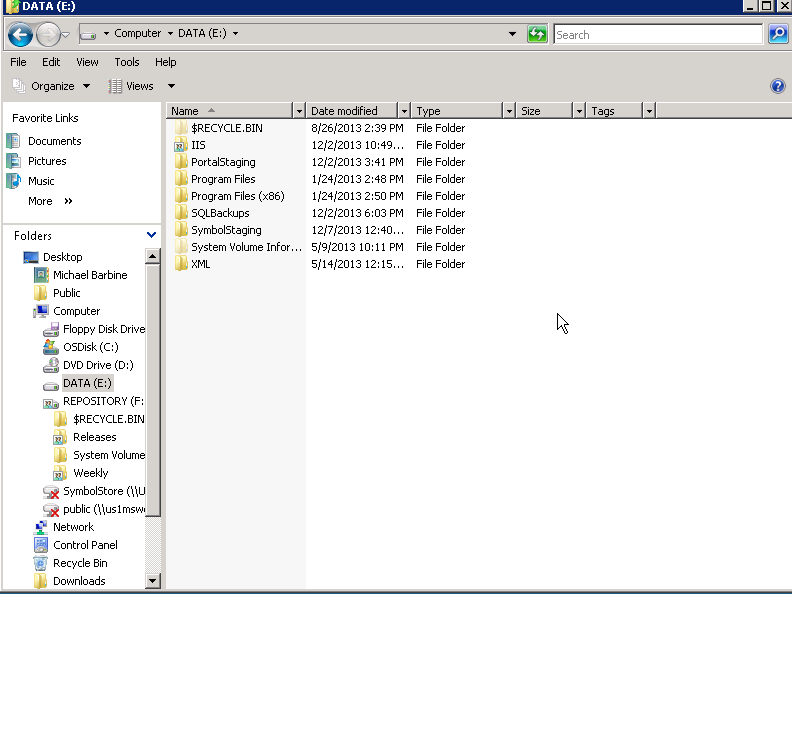 DATA (E:)
Computer DATA (E:) Search
File Edit View Tools Help
Organize Views
Favorite Links
Documents
Pictures
Music
More »
Folders
Desktop
Michael Barbine
Public
Computer
Floppy Disk Drive
OSDisk (C:)
DVD Drive (D:)
DATA (E:)
REPOSITORY (F:
$RECYCLE.BIN
Releases
System Volume
Weekly
SymbolStore (\\U
public (\\us1msw
Network
Control Panel
Recycle Bin
Downloads
Name Date modified Type Size Tags
$RECYCLE.BIN 8/26/2013 2:39 PM File Folder
IIS 12/2/2013 10:49... File Folder
PortalStaging 12/2/2013 3:41 PM File Folder
Program Files 1/24/2013 2:48 PM File Folder
Program Files (x86) 1/24/2013 2:50 PM File Folder
SQLBackups 12/2/2013 6:03 PM File Folder
SymbolStaging 12/7/2013 12:40... File Folder
System Volume Infor... 5/9/2013 10:11 PM File Folder
XML 5/14/2013 12:15... File Folder